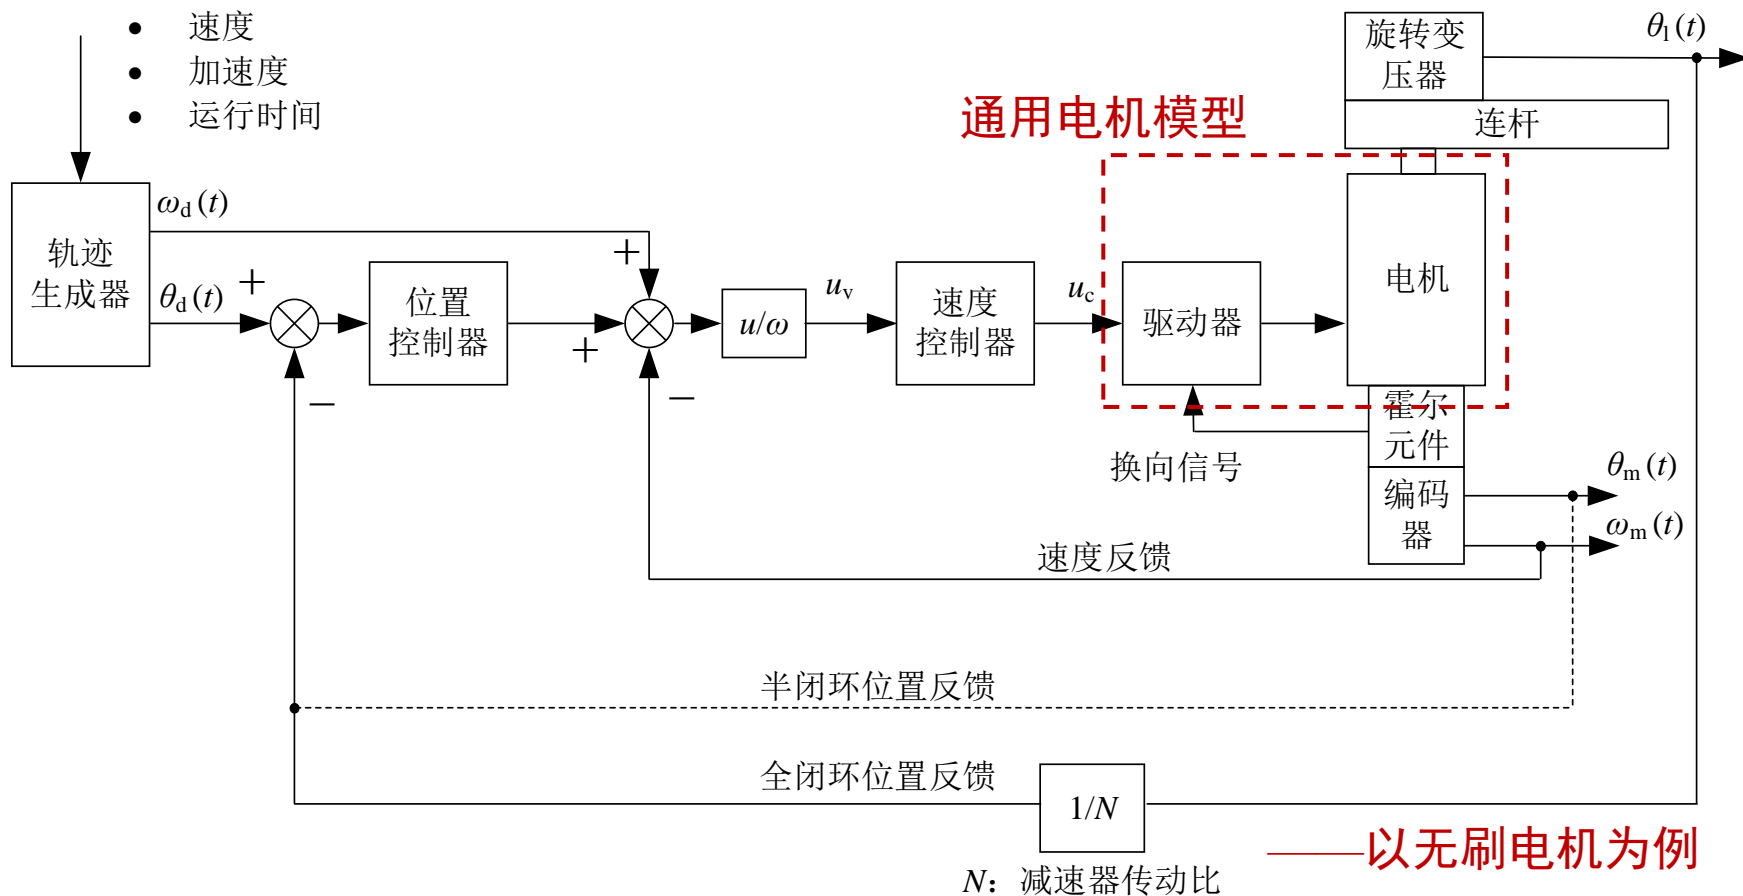 ● 速度
● 加速度
● 运行时间
旋转变
压器
θl(t)
连杆
通用电机模型
轨迹
生成器
ωd(t)
θd(t)
+
−
位置
控制器
+
+
−
u/ω
uv
速度
控制器
uc
驱动器
电机
霍尔
元件
换向信号
编码
器
θm(t)
ωm(t)
速度反馈
半闭环位置反馈
全闭环位置反馈
1/N
——以无刷电机为例
N：减速器传动比